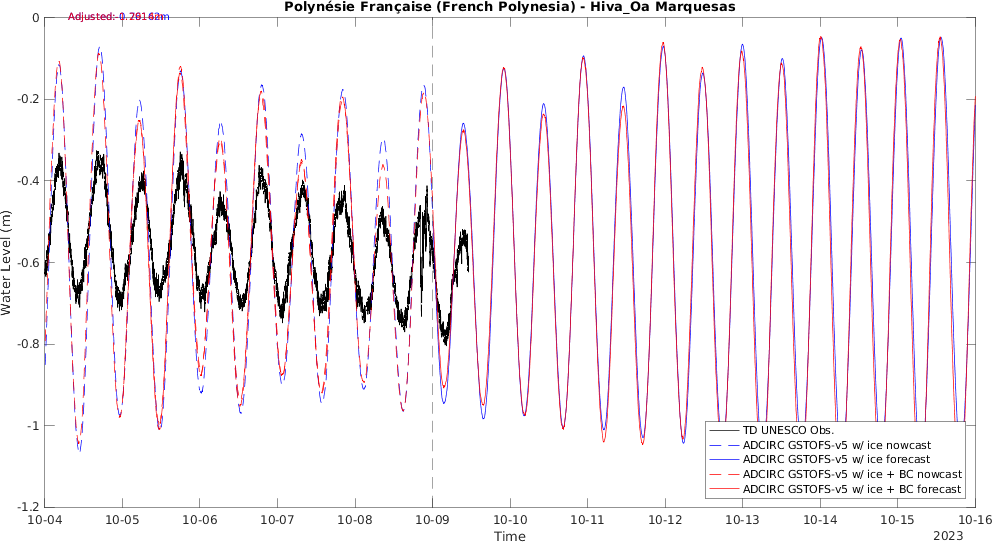 Polynésie Française (French Polynesia) - Hiva_Oa Marquesas
Adjusted:
0
-0.2
-0.4
-0.6
-0.8
-1
-1.2
Water Level (m)
TD UNESCO Obs.
ADCIRC GSTOFS-v5 w/ ice nowcast
ADCIRC GSTOFS-v5 w/ ice forecast
ADCIRC GSTOFS-v5 w/ ice + BC nowcast
ADCIRC GSTOFS-v5 w/ ice + BC forecast
10-04 10-05 10-06 10-07 10-08 10-09 10-10 10-11 10-12 10-13 10-14 10-15 10-16
Time
2023